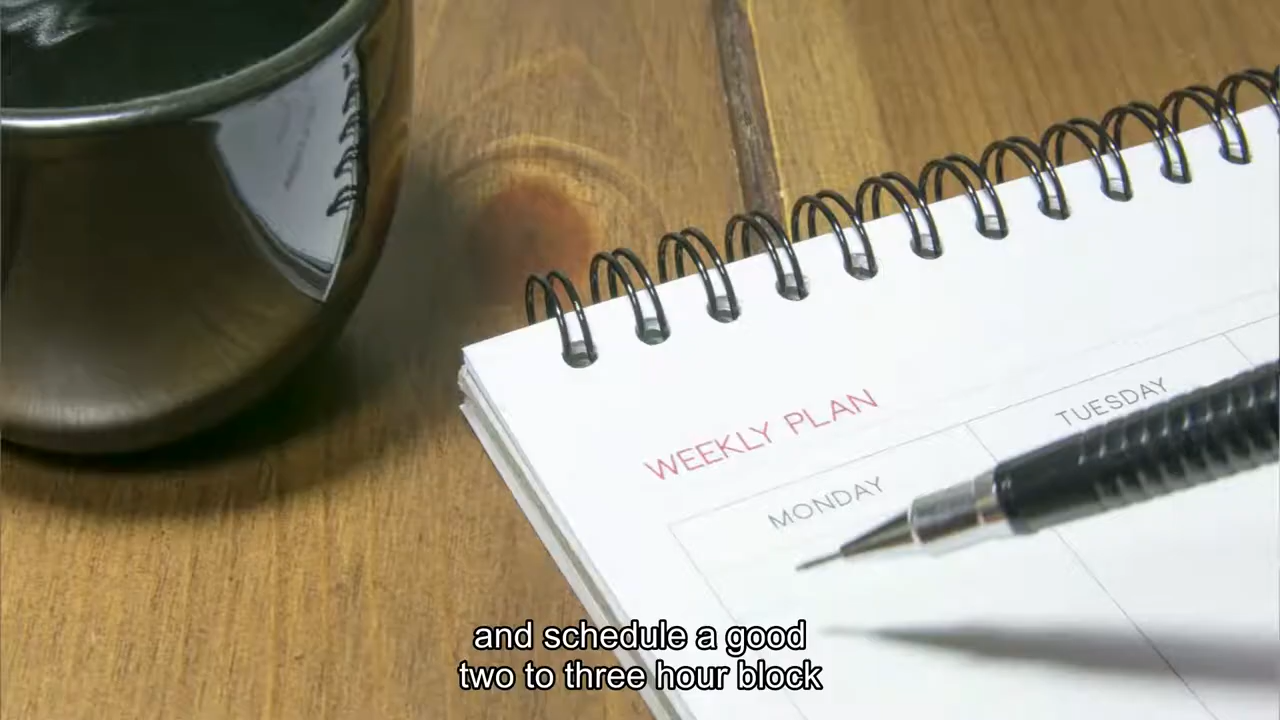 WEEKLY PLAN
MONDAY
TUESDAY
and schedule a good
two to three hour block